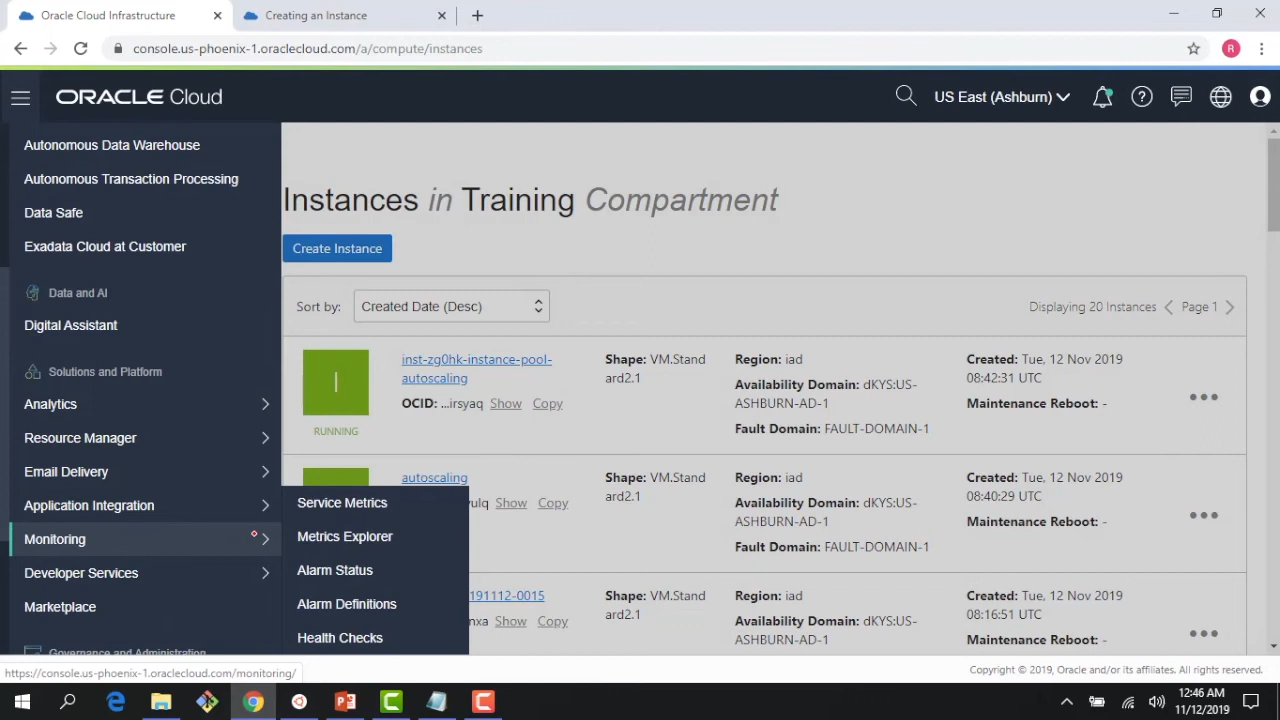 Oracle Cloud Infrastructure
Creating an Instance
console.us-phoenix-1.oraclecloud.com/a/compute/instances
R
ORACLE Cloud
US East (Ashburn)
Autonomous Data Warehouse
Autonomous Transaction Processing
Data Safe
Exadata Cloud at Customer
Data and AI
Digital Assistant
Solutions and Platform
Analytics
Resource Manager
Email Delivery
Application Integration
Monitoring
Developer Services
Marketplace
Governance and Administration
Service Metrics
Metrics Explorer
Alarm Status
Alarm Definitions
Health Checks
Instances in Training Compartment
Create Instance
Sort by: Created Date (Desc)
Displaying 20 Instances Page 1
inst-zg0hk-instance-pool-
autoscaling
OCID: ...irsyaq Show Copy
RUNNING
Shape: VM.Stand
ard2.1
Region: iad
Availability Domain: dKYS:US-
ASHBURN-AD-1
Fault Domain: FAULT-DOMAIN-1
Created: Tue, 12 Nov 2019
08:42:31 UTC
Maintenance Reboot: -
autoscaling
yulq Show Copy
Shape: VM.Stand
ard2.1
Region: iad
Availability Domain: dKYS:US-
ASHBURN-AD-1
Fault Domain: FAULT-DOMAIN-1
Created: Tue, 12 Nov 2019
08:40:29 UTC
Maintenance Reboot: -
191112-0015
nxa Show Copy
Shape: VM.Stand
ard2.1
Region: iad
Availability Domain: dKYS:US-
ASHBURN-AD-1
Created: Tue, 12 Nov 2019
08:16:51 UTC
Maintenance Reboot: -
https://console.us-phoenix-1.oraclecloud.com/monitoring/
Copyright © 2019, Oracle and/or its affiliates. All rights reserved.
12:46 AM
11/12/2019